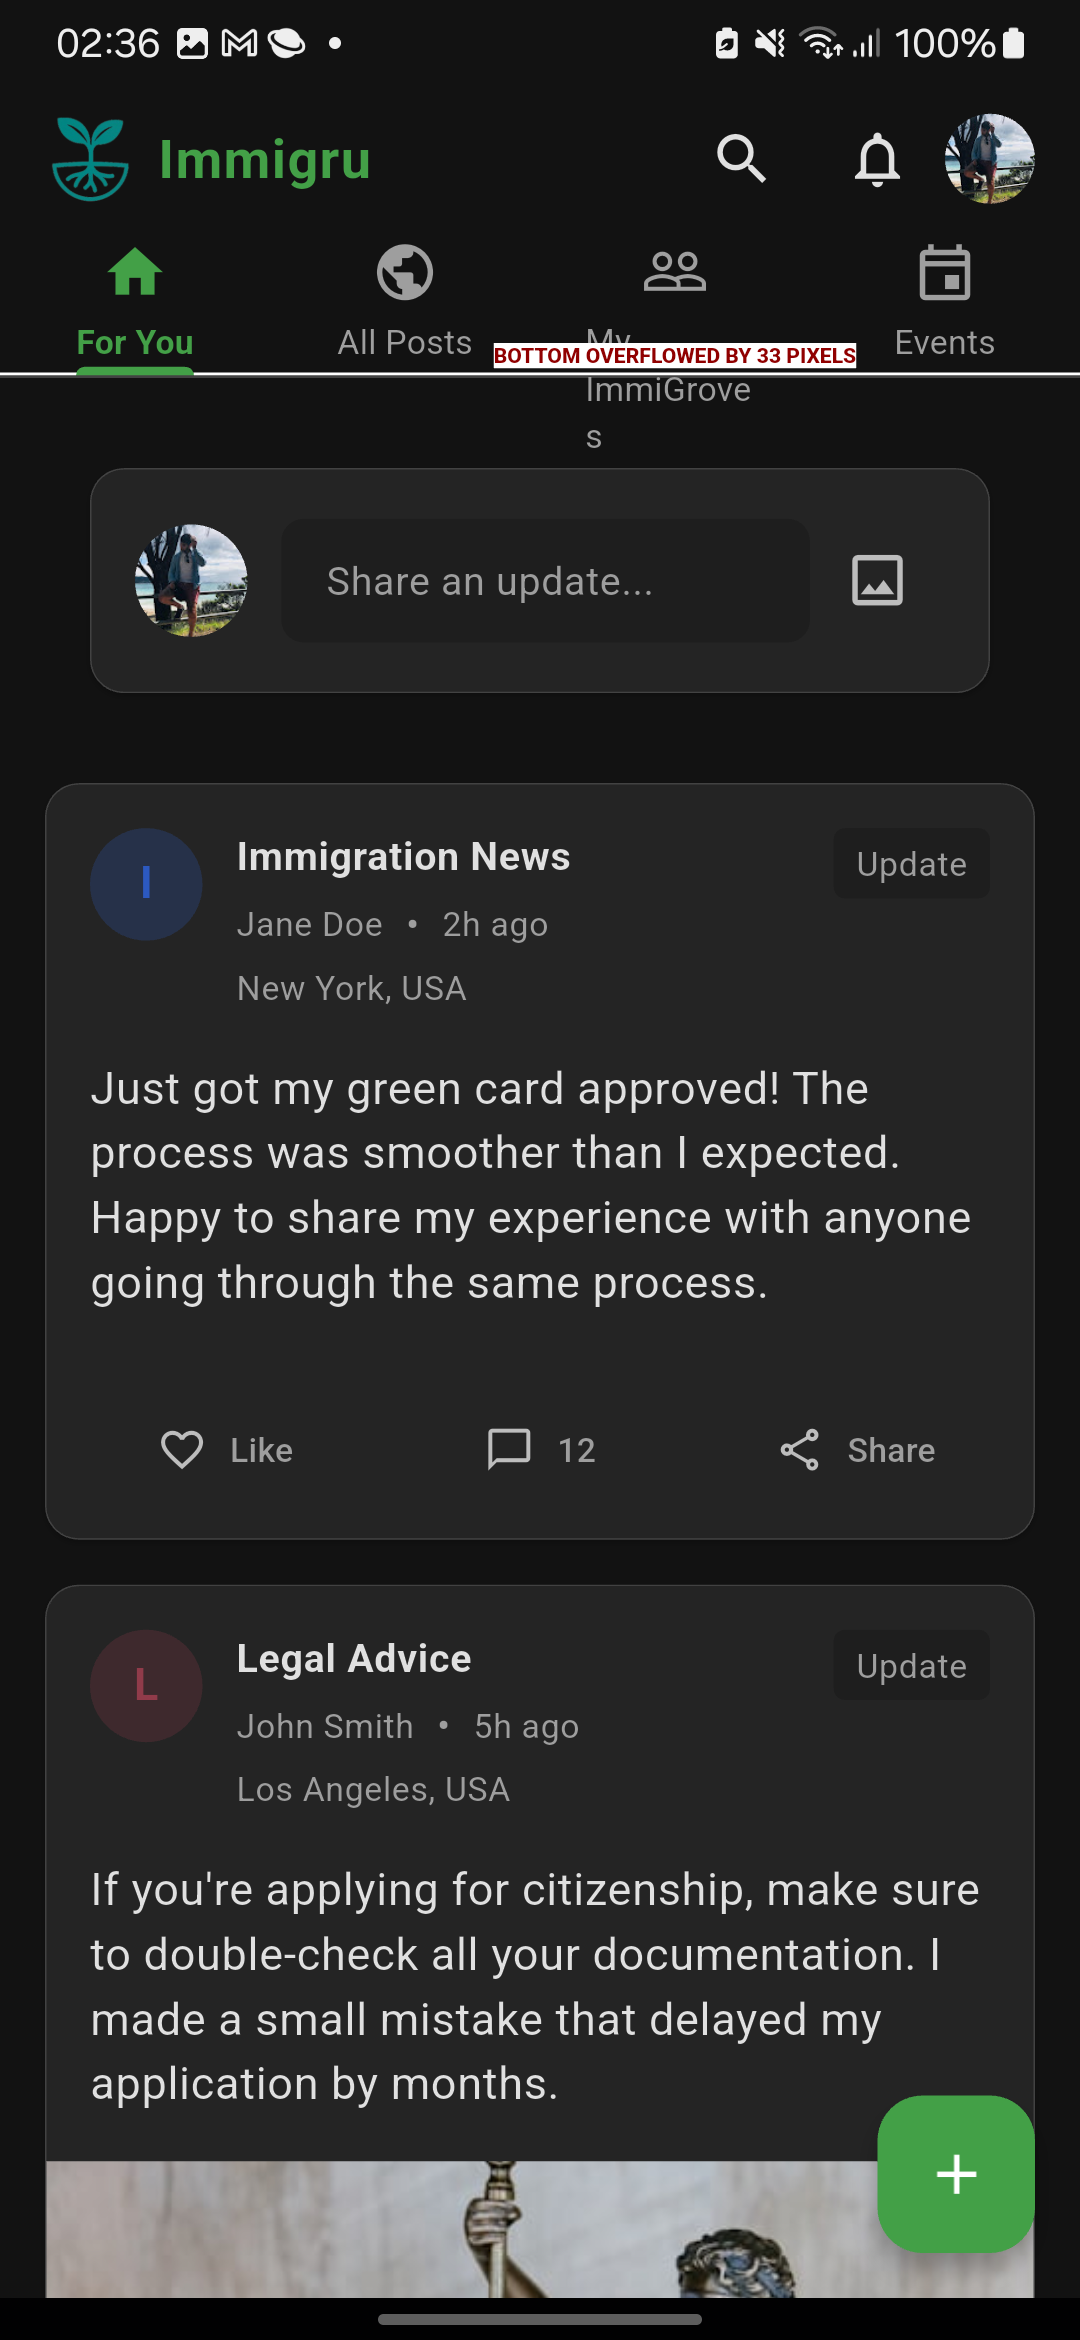 02:36
100%
Immigru
For You
All Posts
My
ImmiGrove
s
Events
BOTTOM OVERFLOWED BY 33 PIXELS
Share an update...
I
Immigration News
Update
Jane Doe • 2h ago
New York, USA
Just got my green card approved! The
process was smoother than I expected.
Happy to share my experience with anyone
going through the same process.
Like
12
Share
L
Legal Advice
Update
John Smith • 5h ago
Los Angeles, USA
If you're applying for citizenship, make sure
to double-check all your documentation. I
made a small mistake that delayed my
application by months.